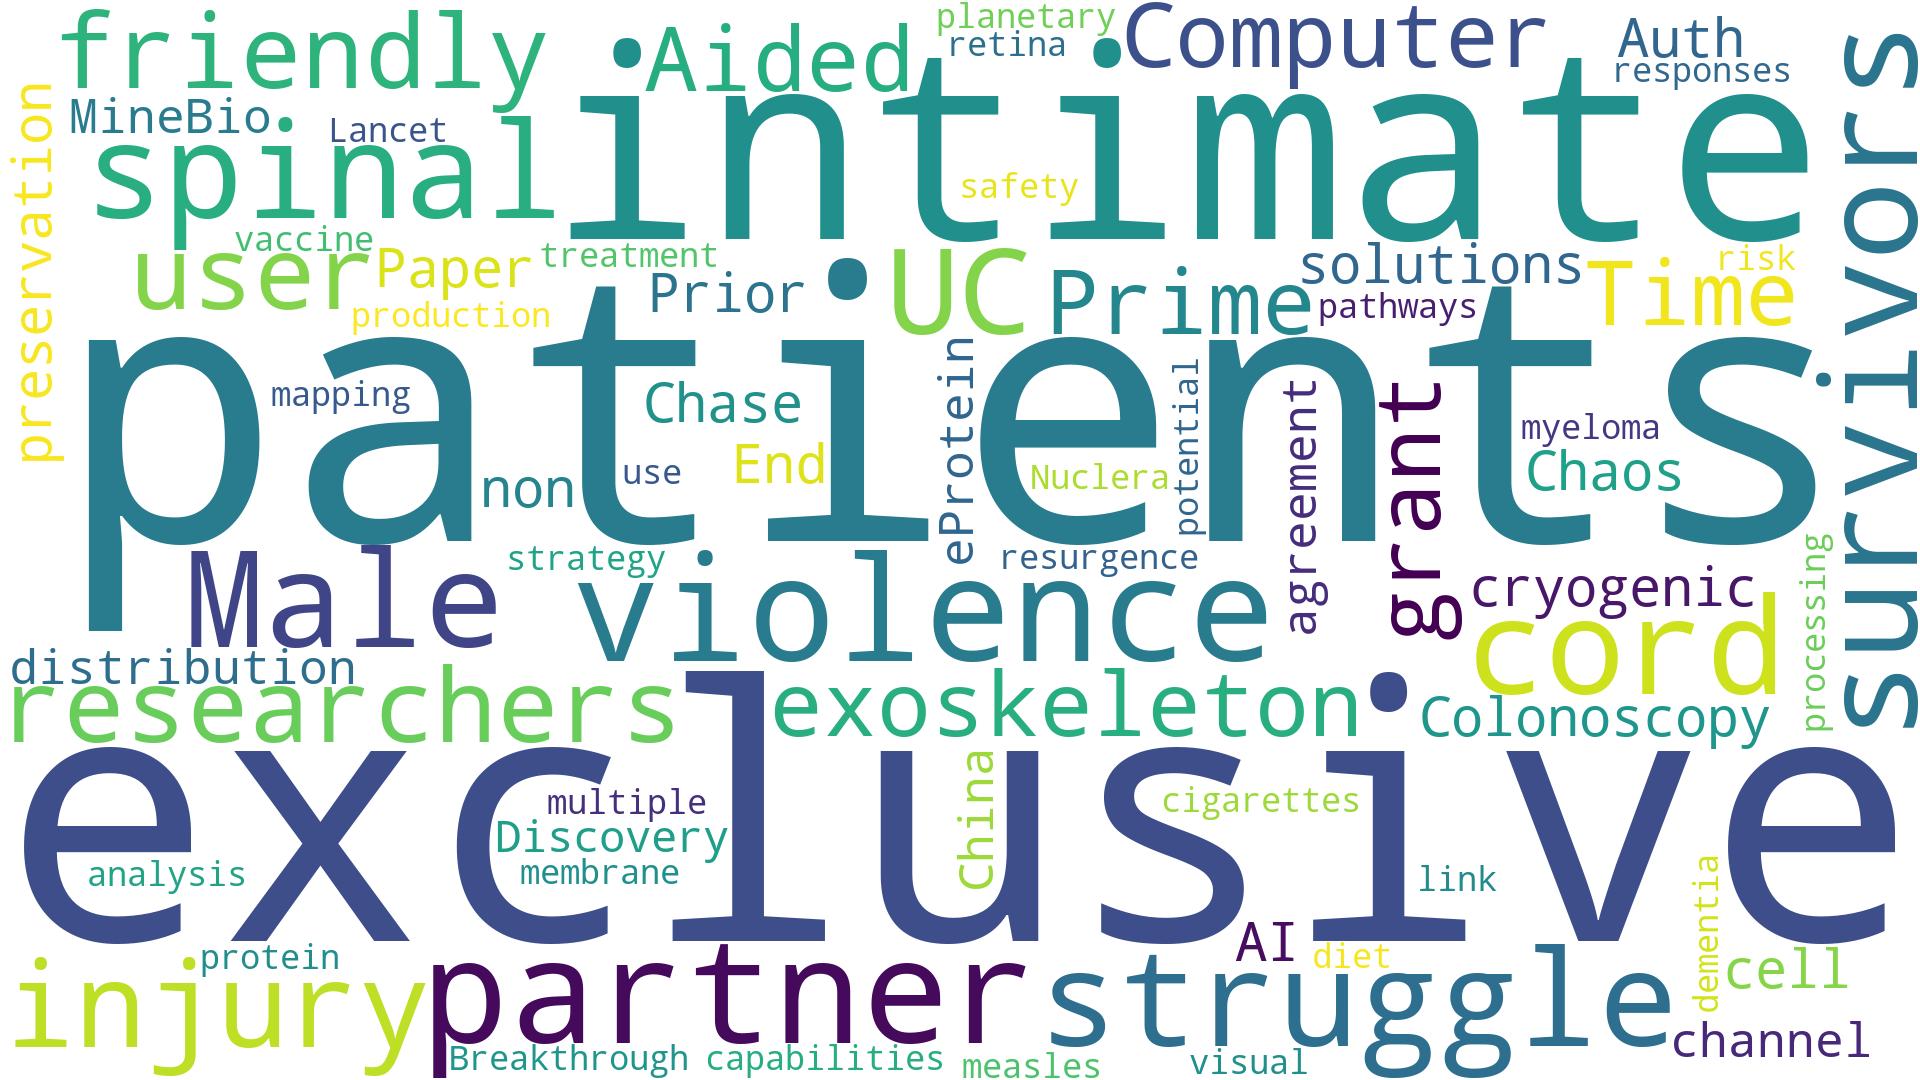 friendly
Aided
planetary
retina
Computer
Auth
responses
survivors
preservation
MineBio
Lancet
intimate
spinal
safety
vaccine
user
Paper
treatment
production
Prior
UC
Prime
solutions
pathways
Time
risk
patients
mapping
Chase
non
use
End
eProtein
Nuclera
potential
agreement
grant
myeloma
Chaos
Male
strategy
violence
resurgence
cryogenic
cord
processing
distribution
researchers
exoskeleton
Colonoscopy
exclusive
multiple
Discovery
membrane
analysis
China
cigarettes
link
dementia
protein
injury
partner
AI
diet
struggle
cell
channel
Breakthrough
capabilities
measles
visual